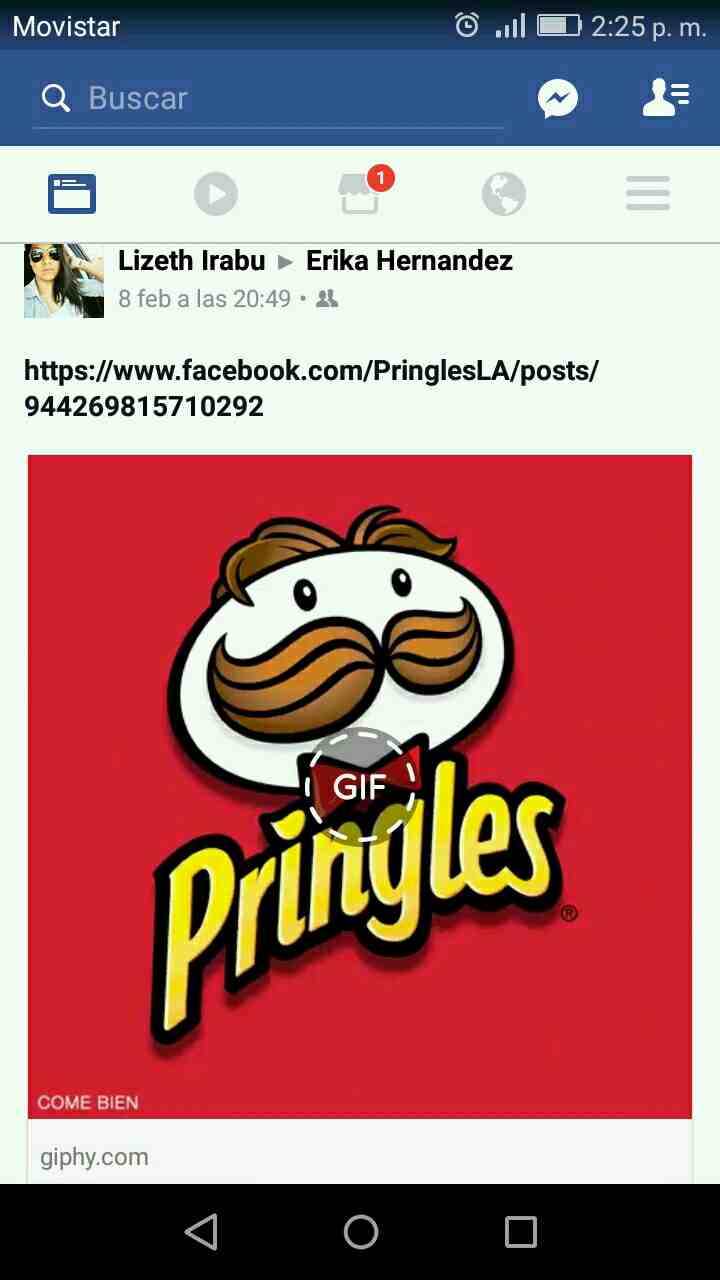 Movistar
2:25 p. m.
Buscar
1
Lizeth Irabu ▸ Erika Hernandez
8 feb a las 20:49 •
https://www.facebook.com/PringlesLA/posts/
944269815710292
GIF
Pringles
®
COME BIEN
giphy.com